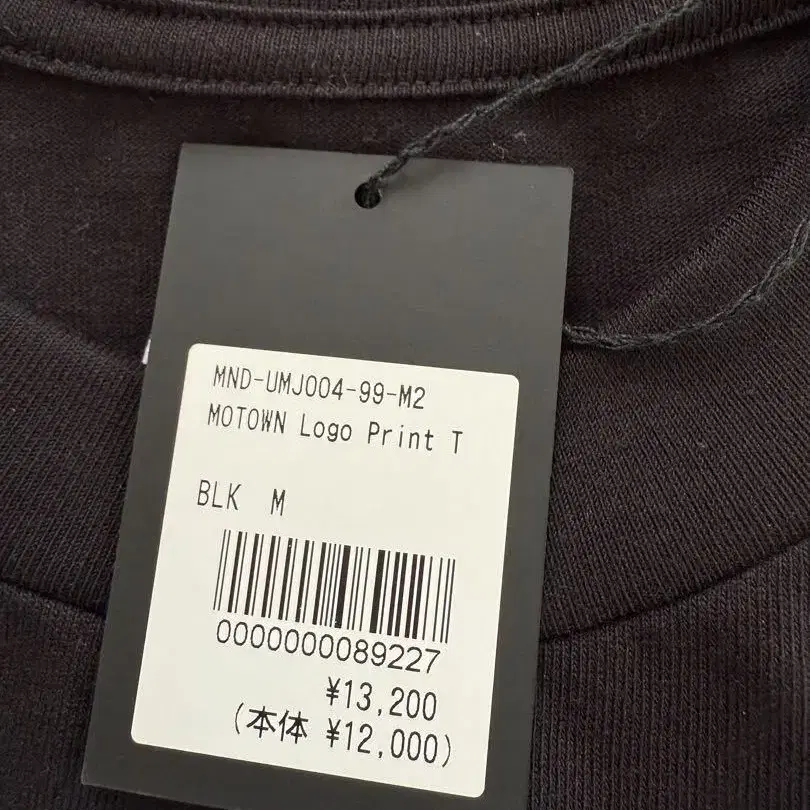 MND-UMJ004-99-M2
MOTOWN Logo Print T
BLK M
0000000089227
¥13,200
(本体 ¥12,000)